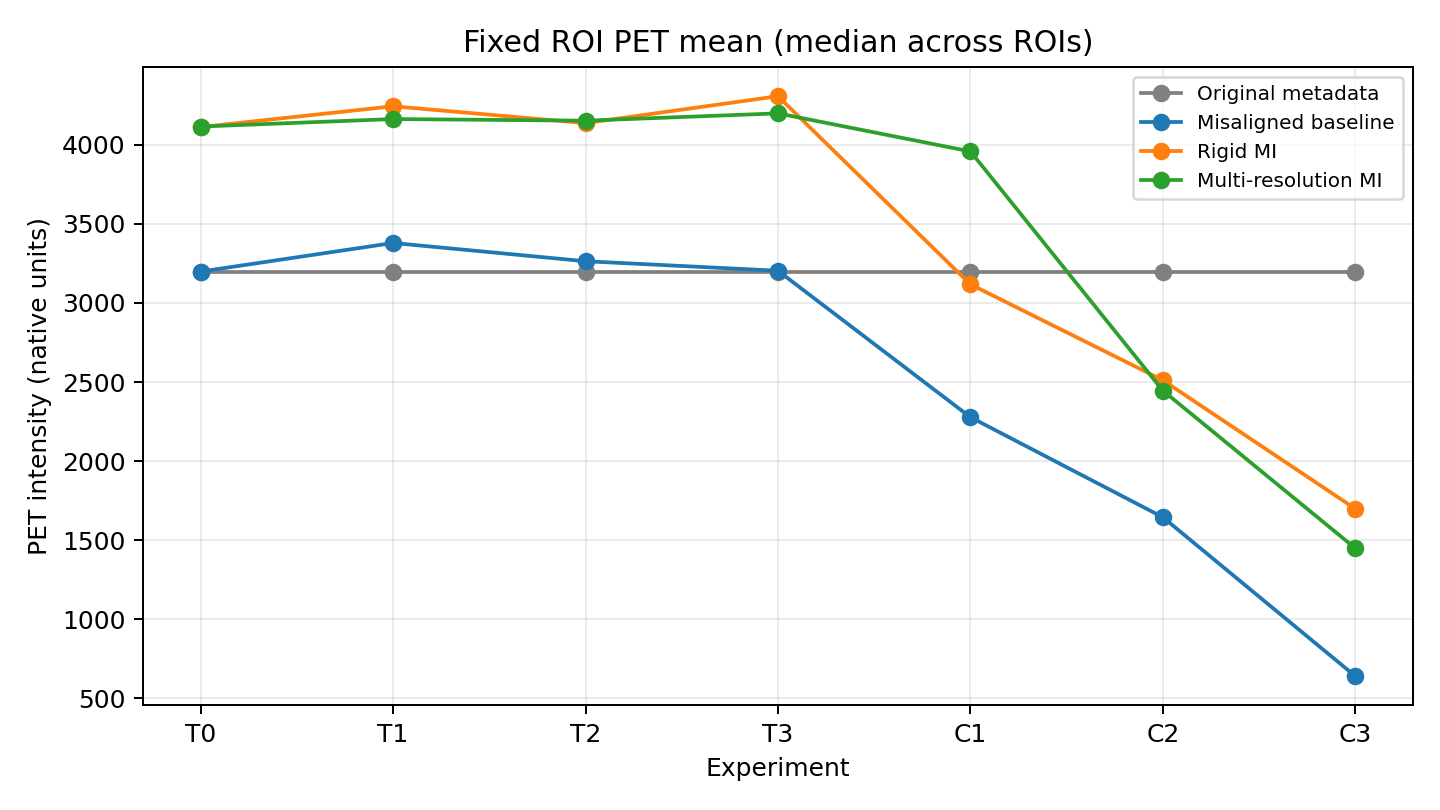 Fixed ROI PET mean (median across ROIs)
Original metadata
Misaligned baseline
Rigid MI
Multi-resolution MI
PET intensity (native units)
4000
3500
3000
2500
2000
1500
1000
500
T0 T1 T2 T3 C1 C2 C3
Experiment